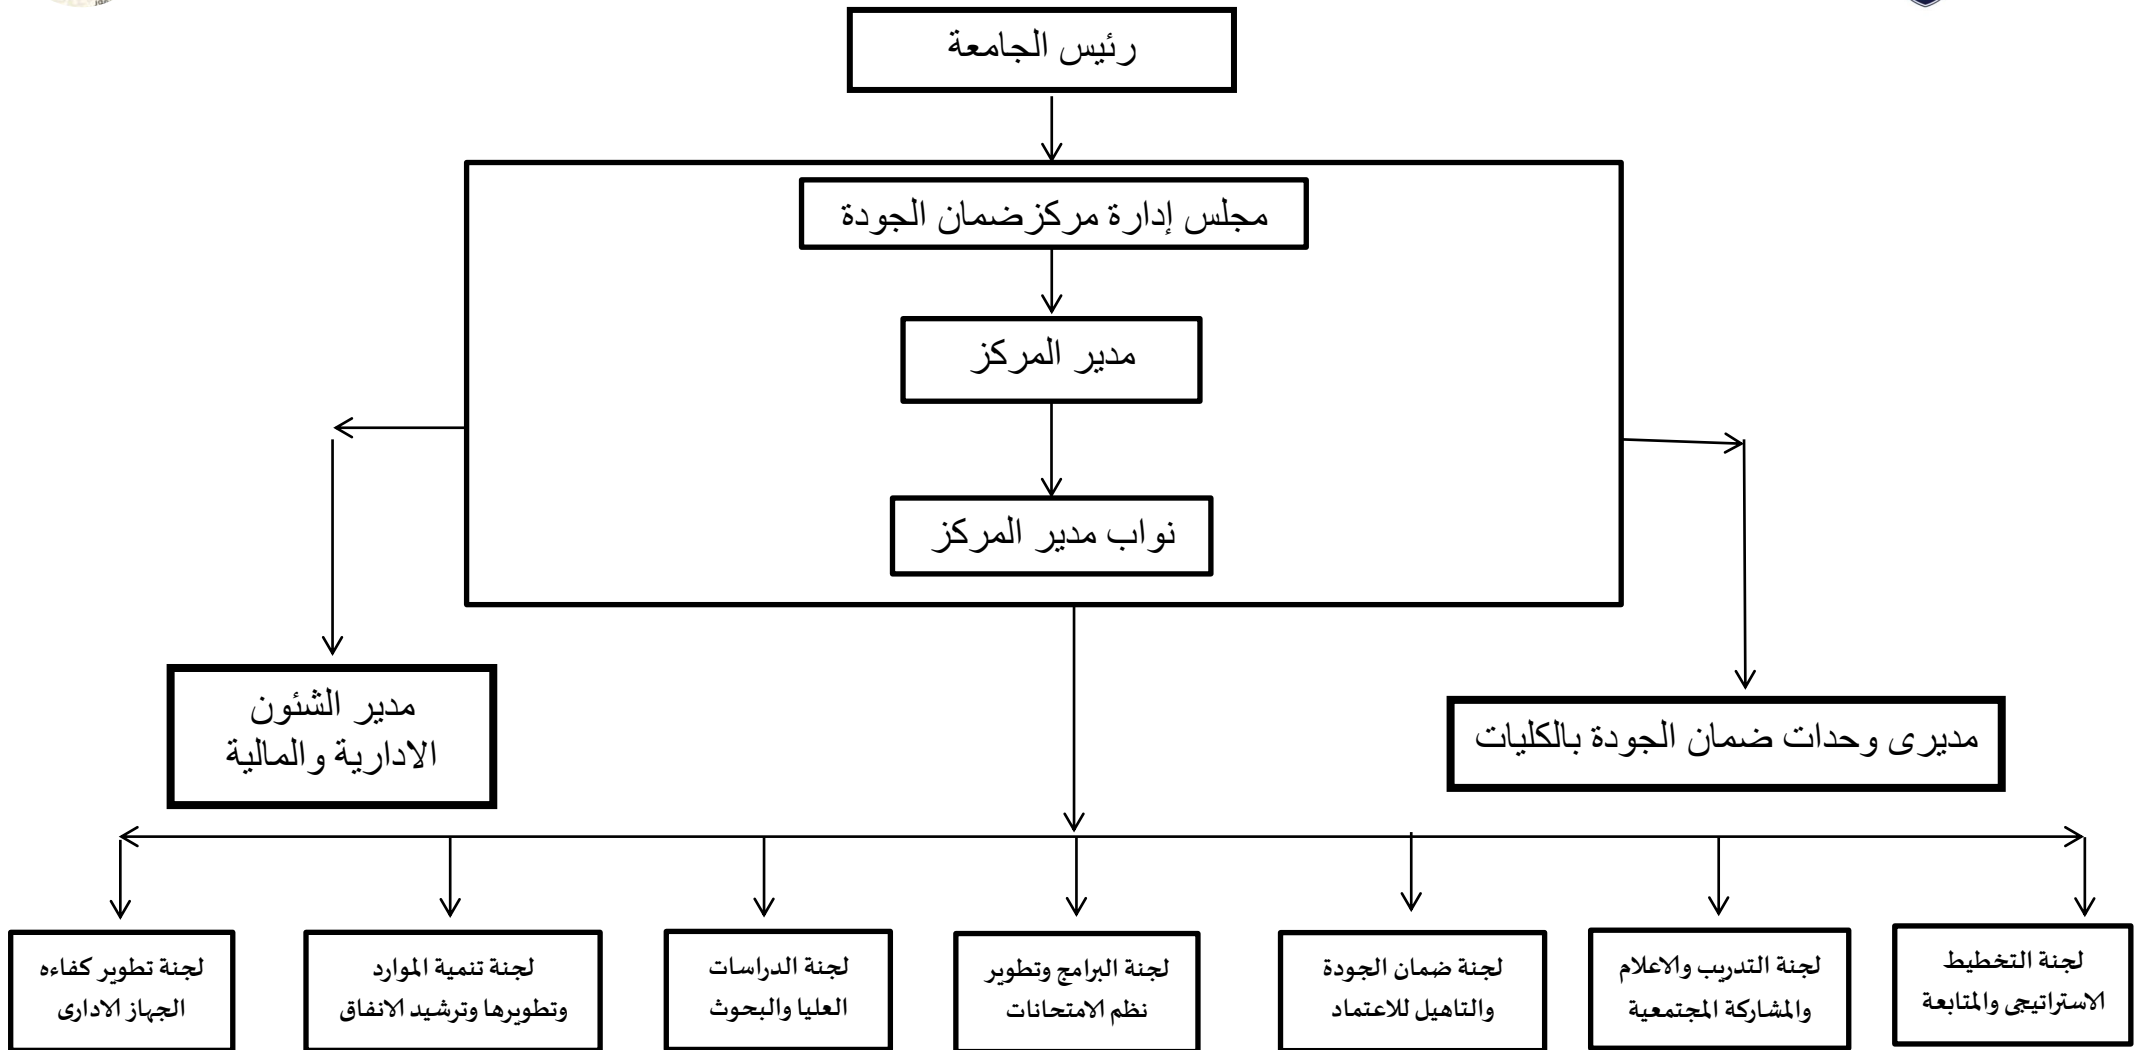 رئيس الجامعة
مجلس إدارة مركز ضمان الجودة
مدير المركز
نواب مدير المركز
مديرى وحدات ضمان الجودة بالكليات
مدير الشئون
الادارية والمالية
لجنة التخطيط
الاستراتيجى والمتابعة
لجنة التدريب والاعلام
والمشاركة المجتمعية
لجنة ضمان الجودة
والتاهيل للاعتماد
لجنة البرامج وتطوير
نظم الامتحانات
لجنة الدراسات
العليا والبحوث
لجنة تنمية الموارد
وتطويرها وترشيد الانفاق
لجنة تطوير كفاءه
الجهاز الادارى